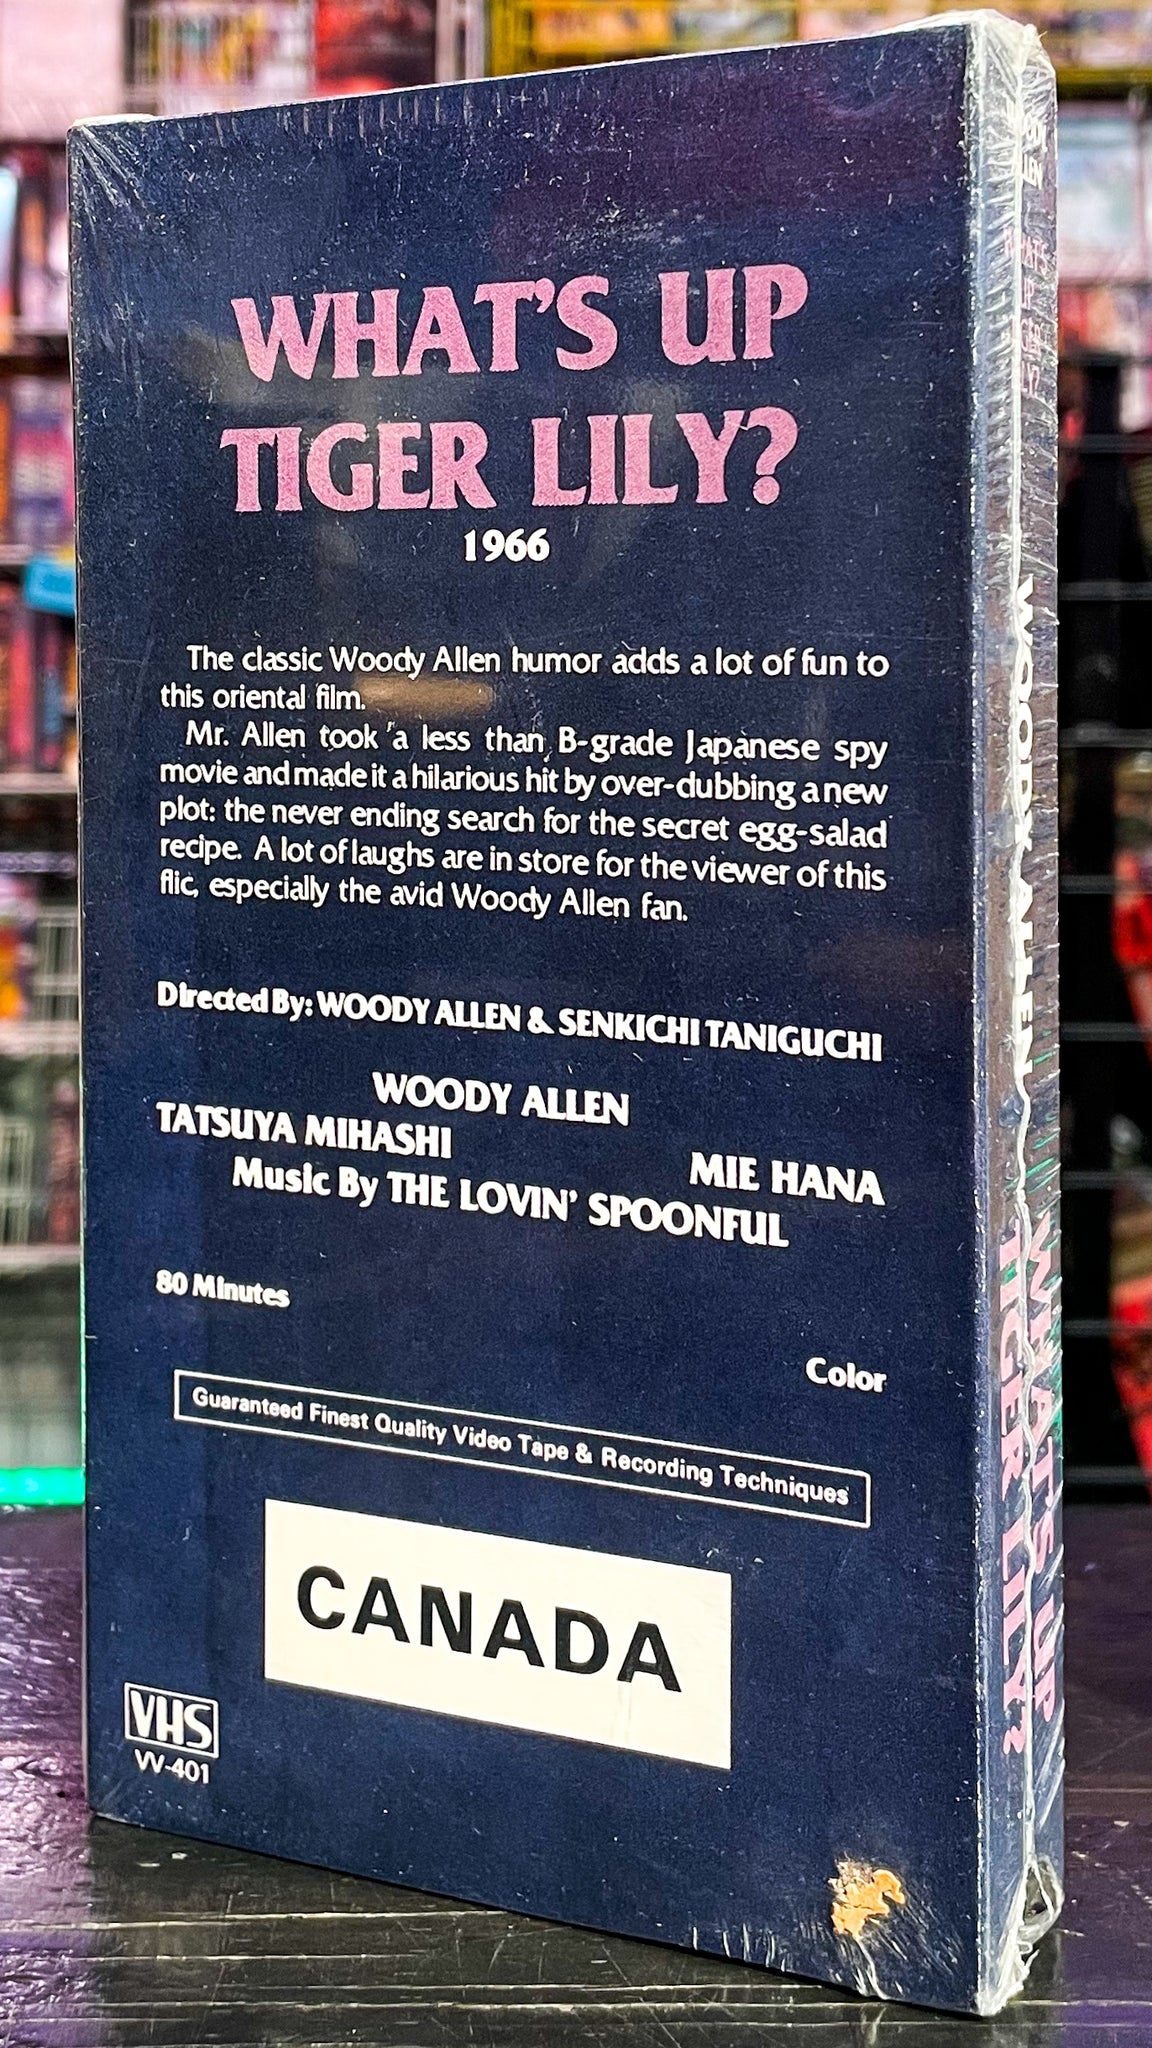 WHAT'S UP
TIGER LILY?
1966
The classic Woody Allen humor adds a lot of fun to
this oriental film.
Mr. Allen took a less than B-grade Japanese spy
movie and made it a hilarious hit by over-dubbing a new
plot: the never ending search for the secret egg-salad
recipe. A lot of laughs are in store for the viewer of this
flic, especially the avid Woody Allen fan.
Directed By: WOODY ALLEN & SENKICHI TANIGUCHI
WOODY ALLEN
TATSUYA MIHASHI
MIE HANA
Music By THE LOVIN' SPOONFUL
80 Minutes
Color
Guaranteed Finest Quality Video Tape & Recording Techniques
CANADA
VHS
VV-401
WOODY ALLEN
WHAT'S UP
TIGER LILY?